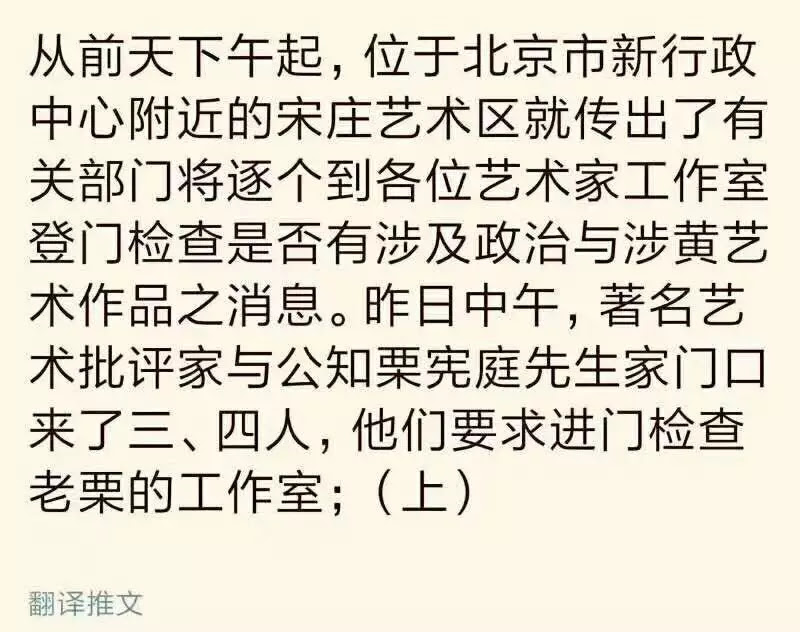 从前天下午起，位于北京市新行政
中心附近的宋庄艺术区就传出了有
关部门将逐个到各位艺术家工作室
登门检查是否有涉及政治与涉黄艺
术作品之消息。昨日中午，著名艺
术批评家与公知栗宪庭先生家门口
来了三、四人，他们要求进门检查
老栗的工作室；（上）
翻译推文